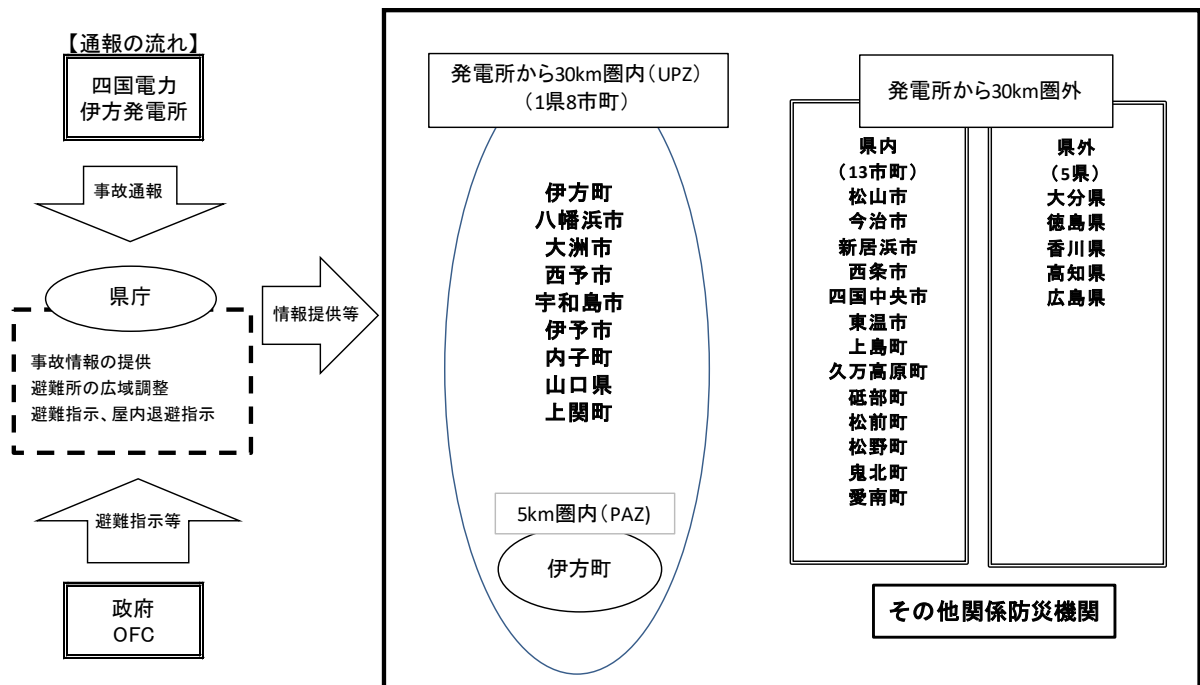 【通報の流れ】
四国電力
伊方発電所
事故通報
県庁
事故情報の提供
避難所の広域調整
避難指示、屋内退避指示
避難指示等
政府
OFC
情報提供等
発電所から30km圏内(UPZ)
(1県8市町)
伊方町
八幡浜市
大洲市
西予市
宇和島市
伊予市
内子町
山口県
上関町
5km圏内(PAZ)
伊方町
発電所から30km圏外
県内
(13市町)
松山市
今治市
新居浜市
西条市
四国中央市
東温市
上島町
久万高原町
砥部町
松前町
松野町
鬼北町
愛南町
県外
(5県)
大分県
徳島県
香川県
高知県
広島県
その他関係防災機関